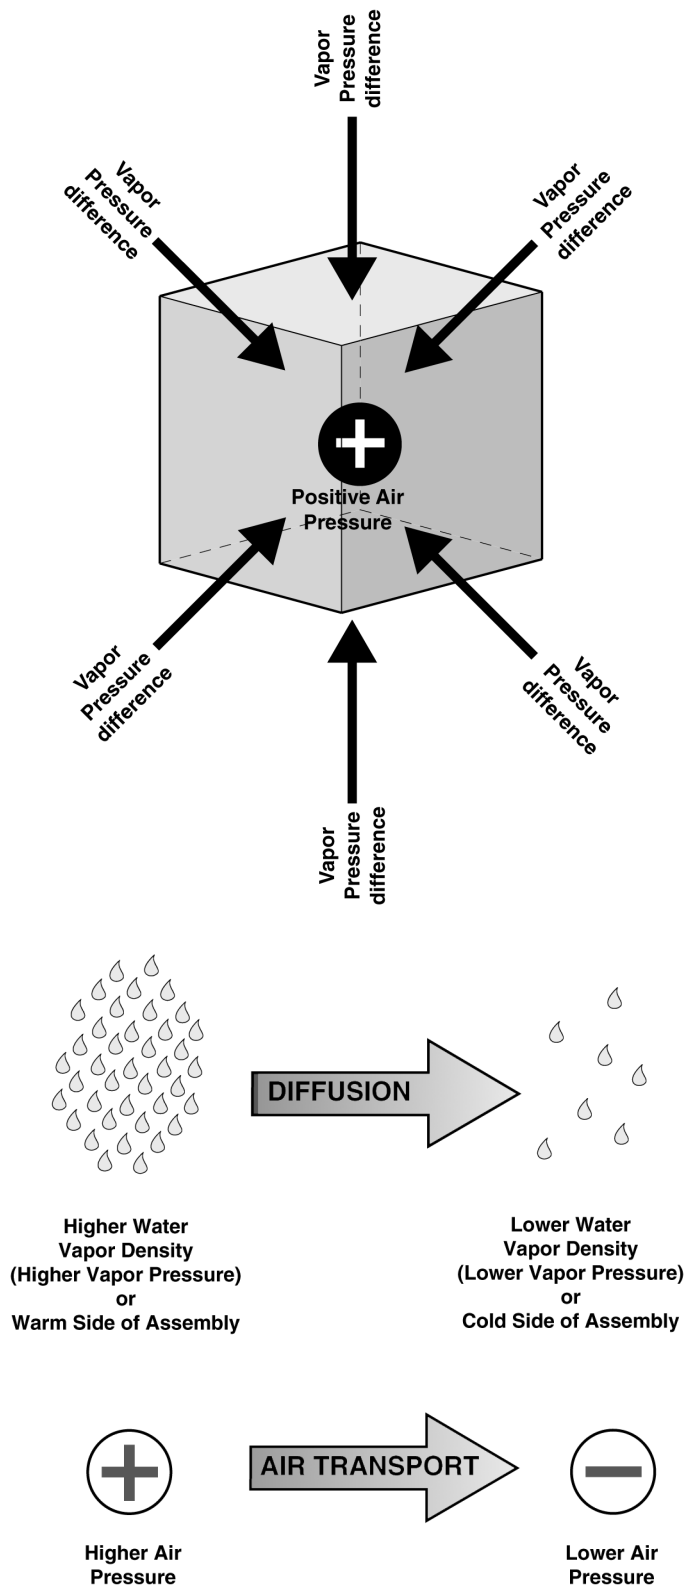 Vapor
Pressure
difference
Vapor
Pressure
difference
Vapor
Pressure
difference
Positive Air
Pressure
Vapor
Pressure
difference
Vapor
Pressure
difference
Vapor
Pressure
difference
DIFFUSION
Higher Water
Vapor Density
(Higher Vapor Pressure)
or
Warm Side of Assembly
Lower Water
Vapor Density
(Lower Vapor Pressure)
or
Cold Side of Assembly
AIR TRANSPORT
Higher Air
Pressure
Lower Air
Pressure